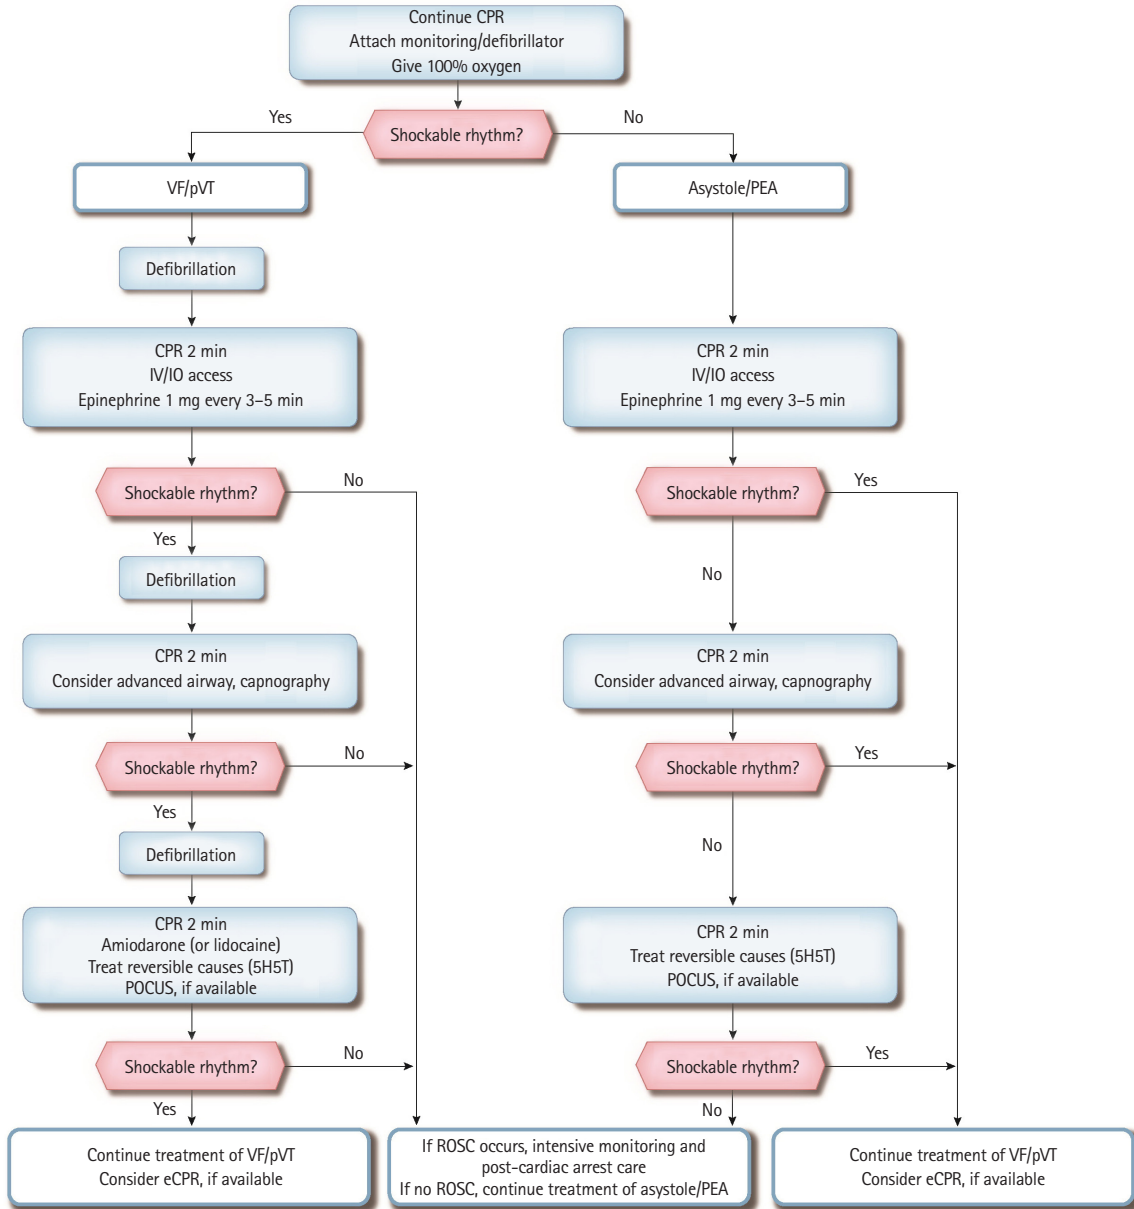 Continue CPR
Attach monitoring/defibrillator
Give 100% oxygen
Shockable rhythm?
Yes
No
VF/pVT
Asystole/PEA
Defibrillation
CPR 2 min
IV/IO access
Epinephrine 1 mg every 3–5 min
CPR 2 min
IV/IO access
Epinephrine 1 mg every 3–5 min
Shockable rhythm?
No
Shockable rhythm?
Yes
Yes
No
Defibrillation
CPR 2 min
Consider advanced airway, capnography
CPR 2 min
Consider advanced airway, capnography
Shockable rhythm?
No
Shockable rhythm?
Yes
Yes
No
Defibrillation
CPR 2 min
Amiodarone (or lidocaine)
Treat reversible causes (5H5T)
POCUS, if available
CPR 2 min
Treat reversible causes (5H5T)
POCUS, if available
Shockable rhythm?
No
Shockable rhythm?
Yes
Yes
No
Continue treatment of VF/pVT
Consider eCPR, if available
If ROSC occurs, intensive monitoring and
post-cardiac arrest care
If no ROSC, continue treatment of asystole/PEA
Continue treatment of VF/pVT
Consider eCPR, if available